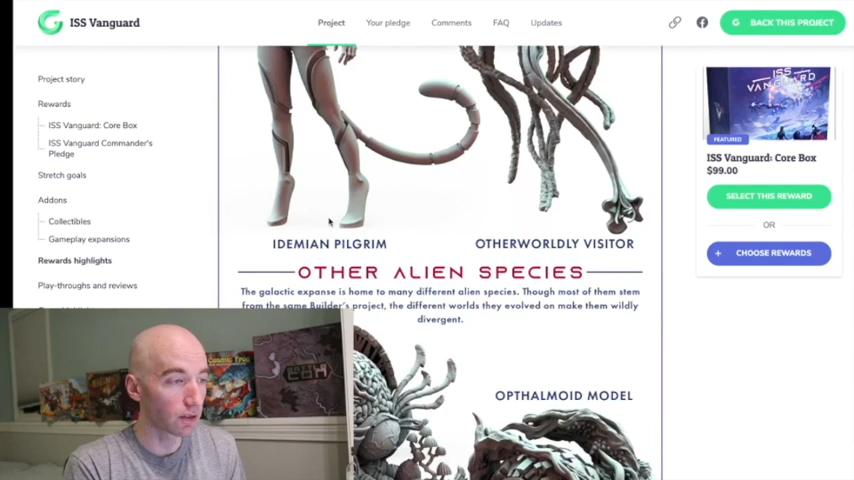 ISS Vanguard
Project
Your pledge
Comments
FAQ
Updates
BACK THIS PROJECT
Project story
Rewards
ISS Vanguard: Core Box
ISS Vanguard Commander's
Pledge
Stretch goals
Addons
Collectibles
Gameplay expansions
Rewards highlights
Play-throughs and reviews
IDEMIAN PILGRIM
OTHERWORLDLY VISITOR
OTHER ALIEN SPECIES
The galactic expanse is home to many different alien species. Though most of them stem
from the same Builder's project, the different worlds they evolved on make them wildly
divergent.
OPTHALMOID MODEL
ISS
VANGUARD
FEATURED
ISS Vanguard: Core Box
$99.00
SELECT THIS REWARD
OR
+ CHOOSE REWARDS